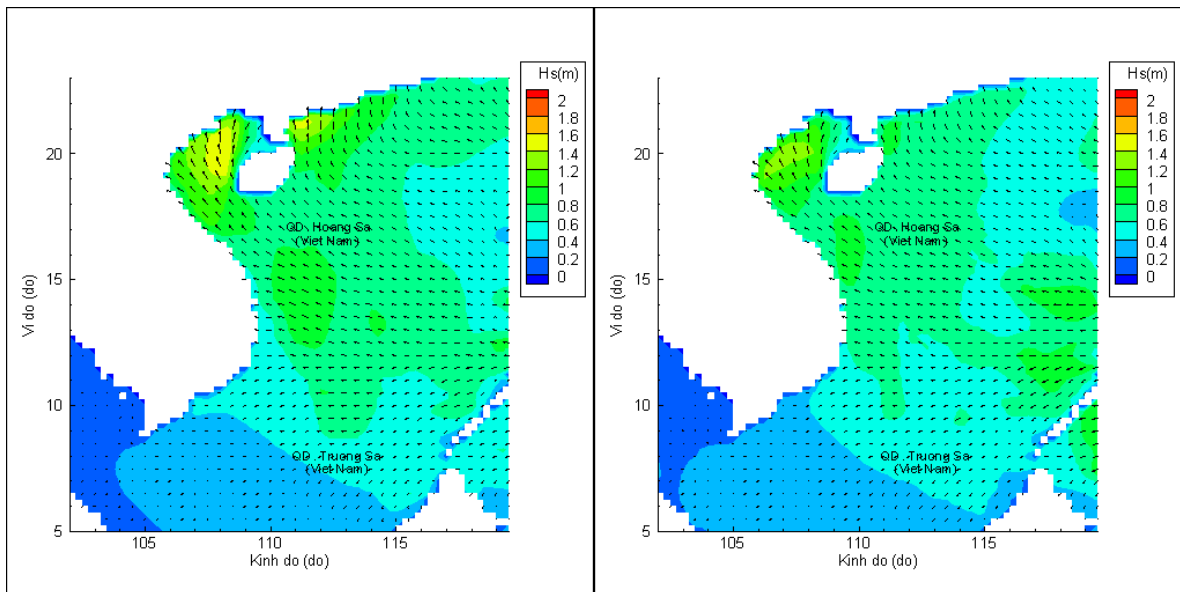 Hs(m)
2
1.8
1.6
1.4
1.2
1
0.8
0.6
0.4
0.2
0
20
15
10
5
Vi do (do)
QD . Hoang Sa
(Viet Nam)
QD . Truong Sa
(Viet Nam)
105
110
115
Kinh do (do)
Hs(m)
2
1.8
1.6
1.4
1.2
1
0.8
0.6
0.4
0.2
0
20
15
10
5
Vi do (do)
QD . Hoang Sa
(Viet Nam)
QD . Truong Sa
(Viet Nam)
105
110
115
Kinh do (do)